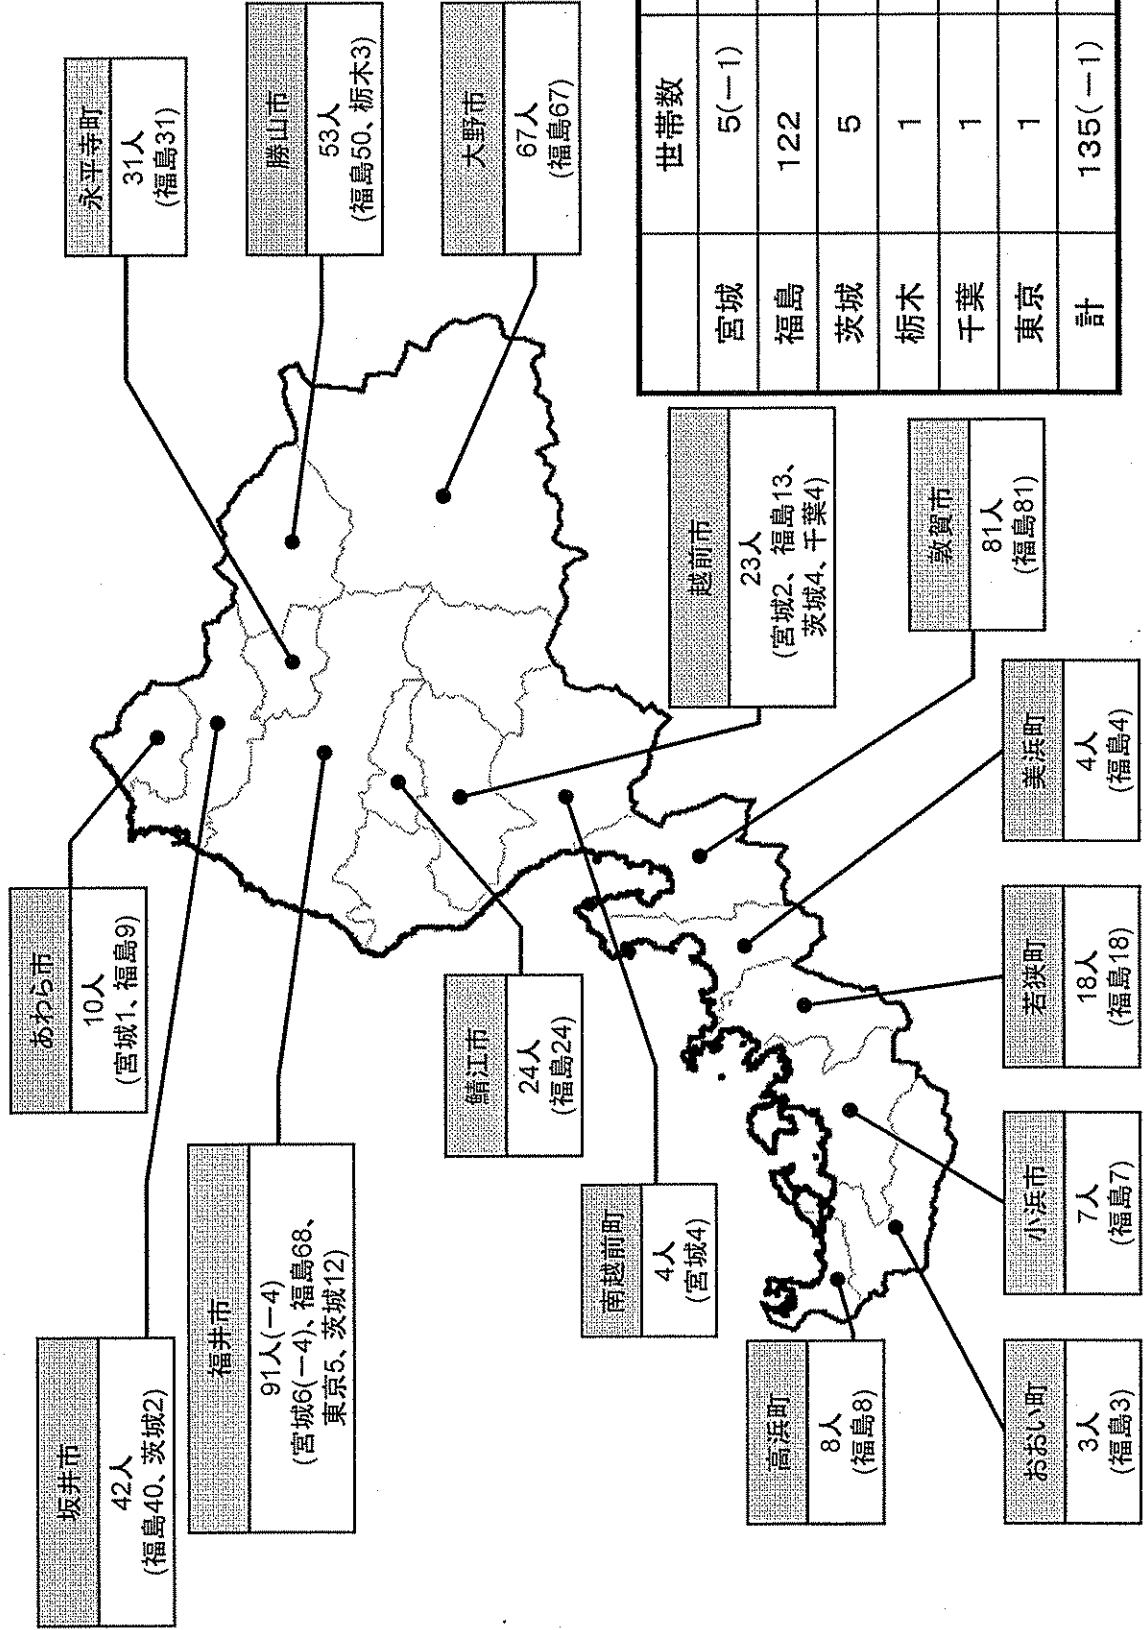 坂井市
42人
(福島40、茨城2)
あわら市
10人
(宮城1、福島9)
永平寺町
31人
(福島31)
福井市
91人(－4)
(宮城6(－4)、福島68、
東京5、茨城12)
勝山市
53人
(福島50、栃木3)
鯖江市
24人
(福島24)
大野市
67人
(福島67)
南越前町
4人
(宮城4)
越前市
23人
(宮城2、福島13、
茨城4、千葉4)
高浜町
8人
(福島8)
敦賀市
81人
(福島81)
おおい町
3人
(福島3)
小浜市
7人
(福島7)
若狭町
18人
(福島18)
美浜町
4人
(福島4)
世帯数
宮城 5(－1)
福島 122
茨城 5
栃木 1
千葉 1
東京 1
計 135(－1)